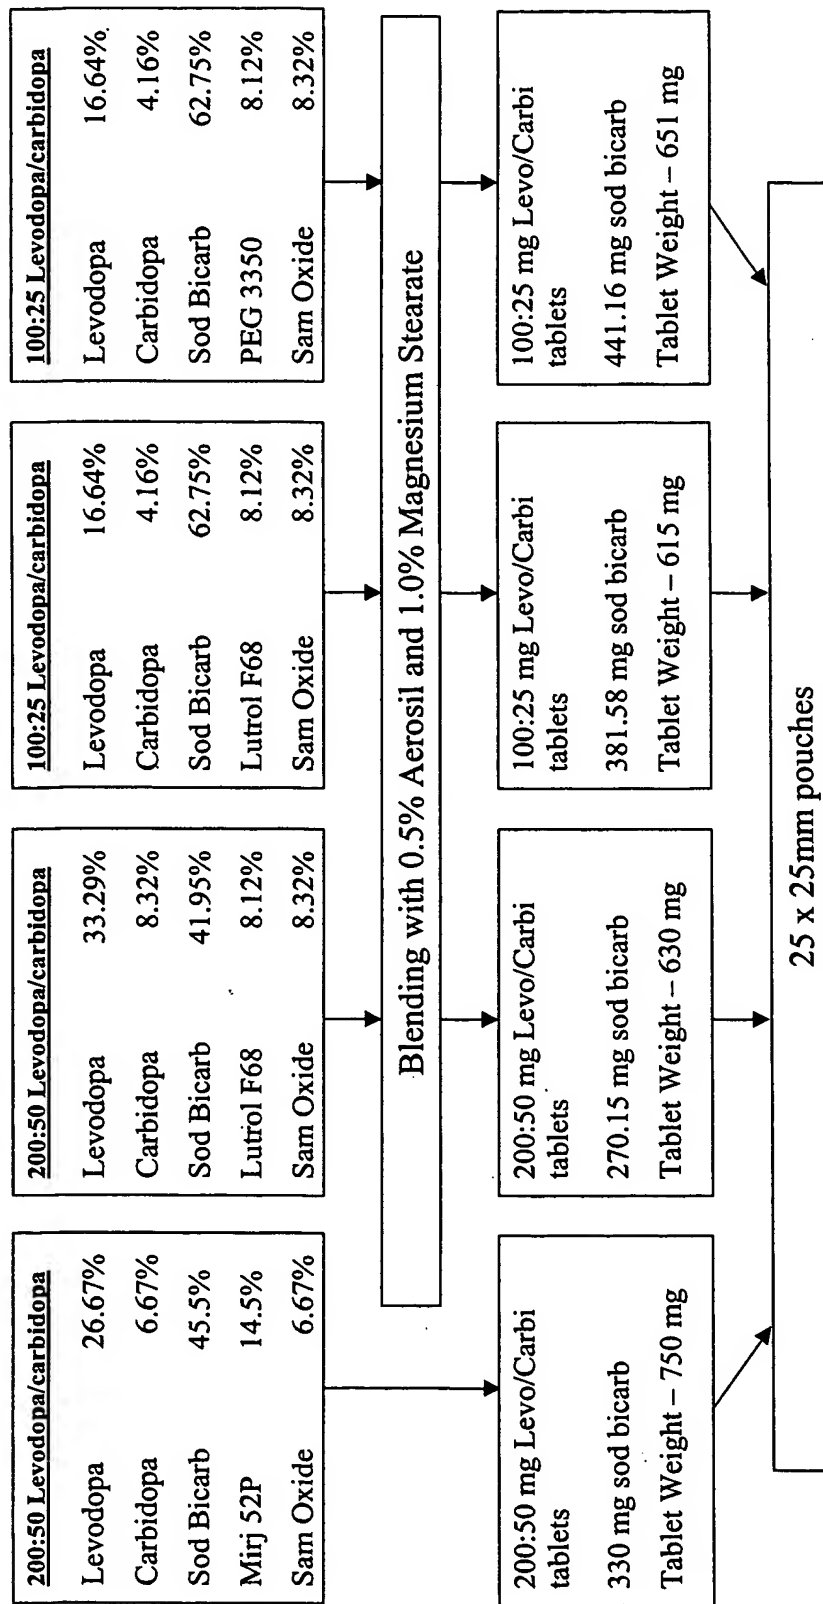 200:50 Levodopa/carbidopa
Levodopa 26.67%
Carbidopa 6.67%
Sod Bicarb 45.5%
Mirj 52P 14.5%
Sam Oxide 6.67%
200:50 Levodopa/carbidopa
Levodopa 33.29%
Carbidopa 8.32%
Sod Bicarb 41.95%
Lutrol F68 8.12%
Sam Oxide 8.32%
100:25 Levodopa/carbidopa
Levodopa 16.64%
Carbidopa 4.16%
Sod Bicarb 62.75%
Lutrol F68 8.12%
Sam Oxide 8.32%
100:25 Levodopa/carbidopa
Levodopa 16.64%
Carbidopa 4.16%
Sod Bicarb 62.75%
PEG 3350 8.12%
Sam Oxide 8.32%
Blending with 0.5% Aerosil and 1.0% Magnesium Stearate
200:50 mg Levo/Carbi
tablets
330 mg sod bicarb
Tablet Weight – 750 mg
200:50 mg Levo/Carbi
tablets
270.15 mg sod bicarb
Tablet Weight – 630 mg
100:25 mg Levo/Carbi
tablets
381.58 mg sod bicarb
Tablet Weight – 615 mg
100:25 mg Levo/Carbi
tablets
441.16 mg sod bicarb
Tablet Weight – 651 mg
25 x 25mm pouches